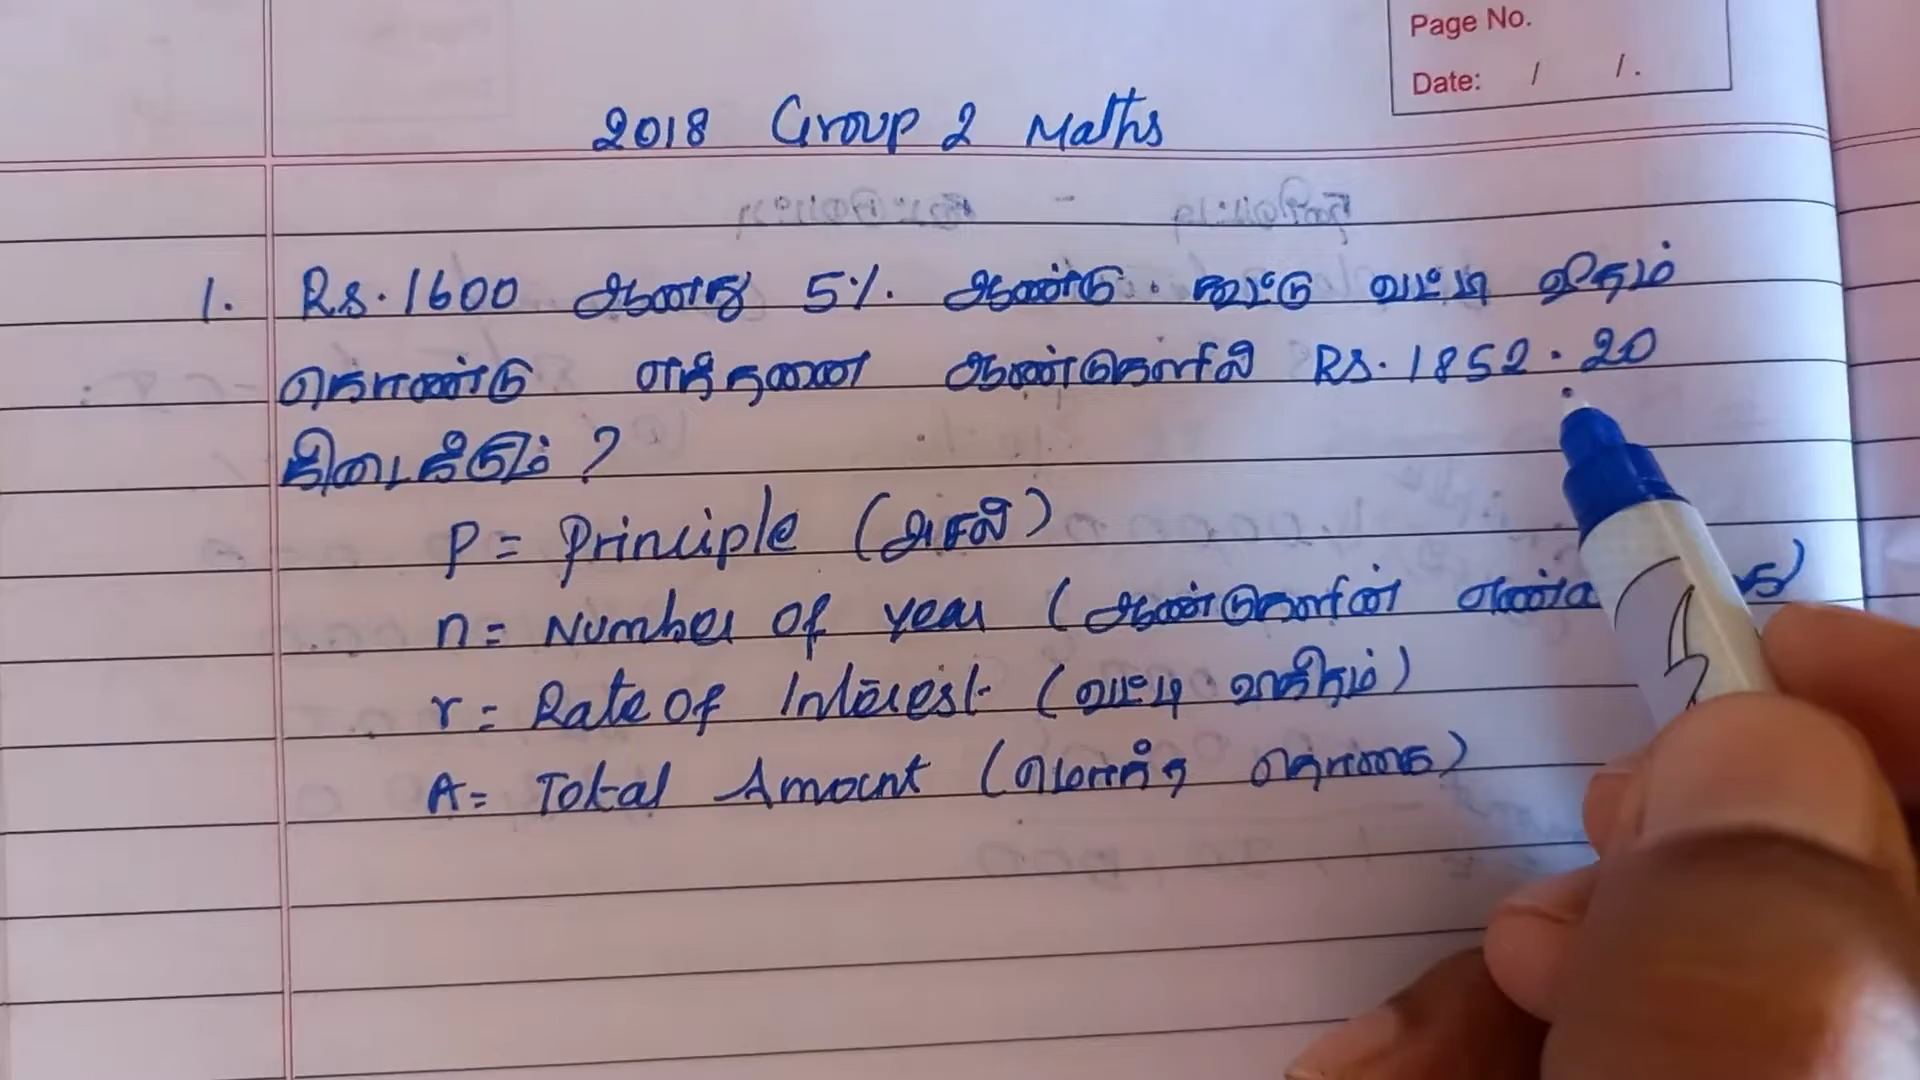 Page No.
Date: / /.
2018 Group 2 Maths
1. Rs.1600 ஆனது 5% ஆண்டு கூட்டு வட்டி வீதம்
கொண்டு எத்தனை ஆண்டுகளில் Rs.1852.20
கிடைக்கும் ?
P = Principle (அசல்)
n = Number of year (ஆண்டுகளின்
r = Rate of Interest (வட்டி வாகிதம்)
A = Total Amount (மொத்த தொகை)